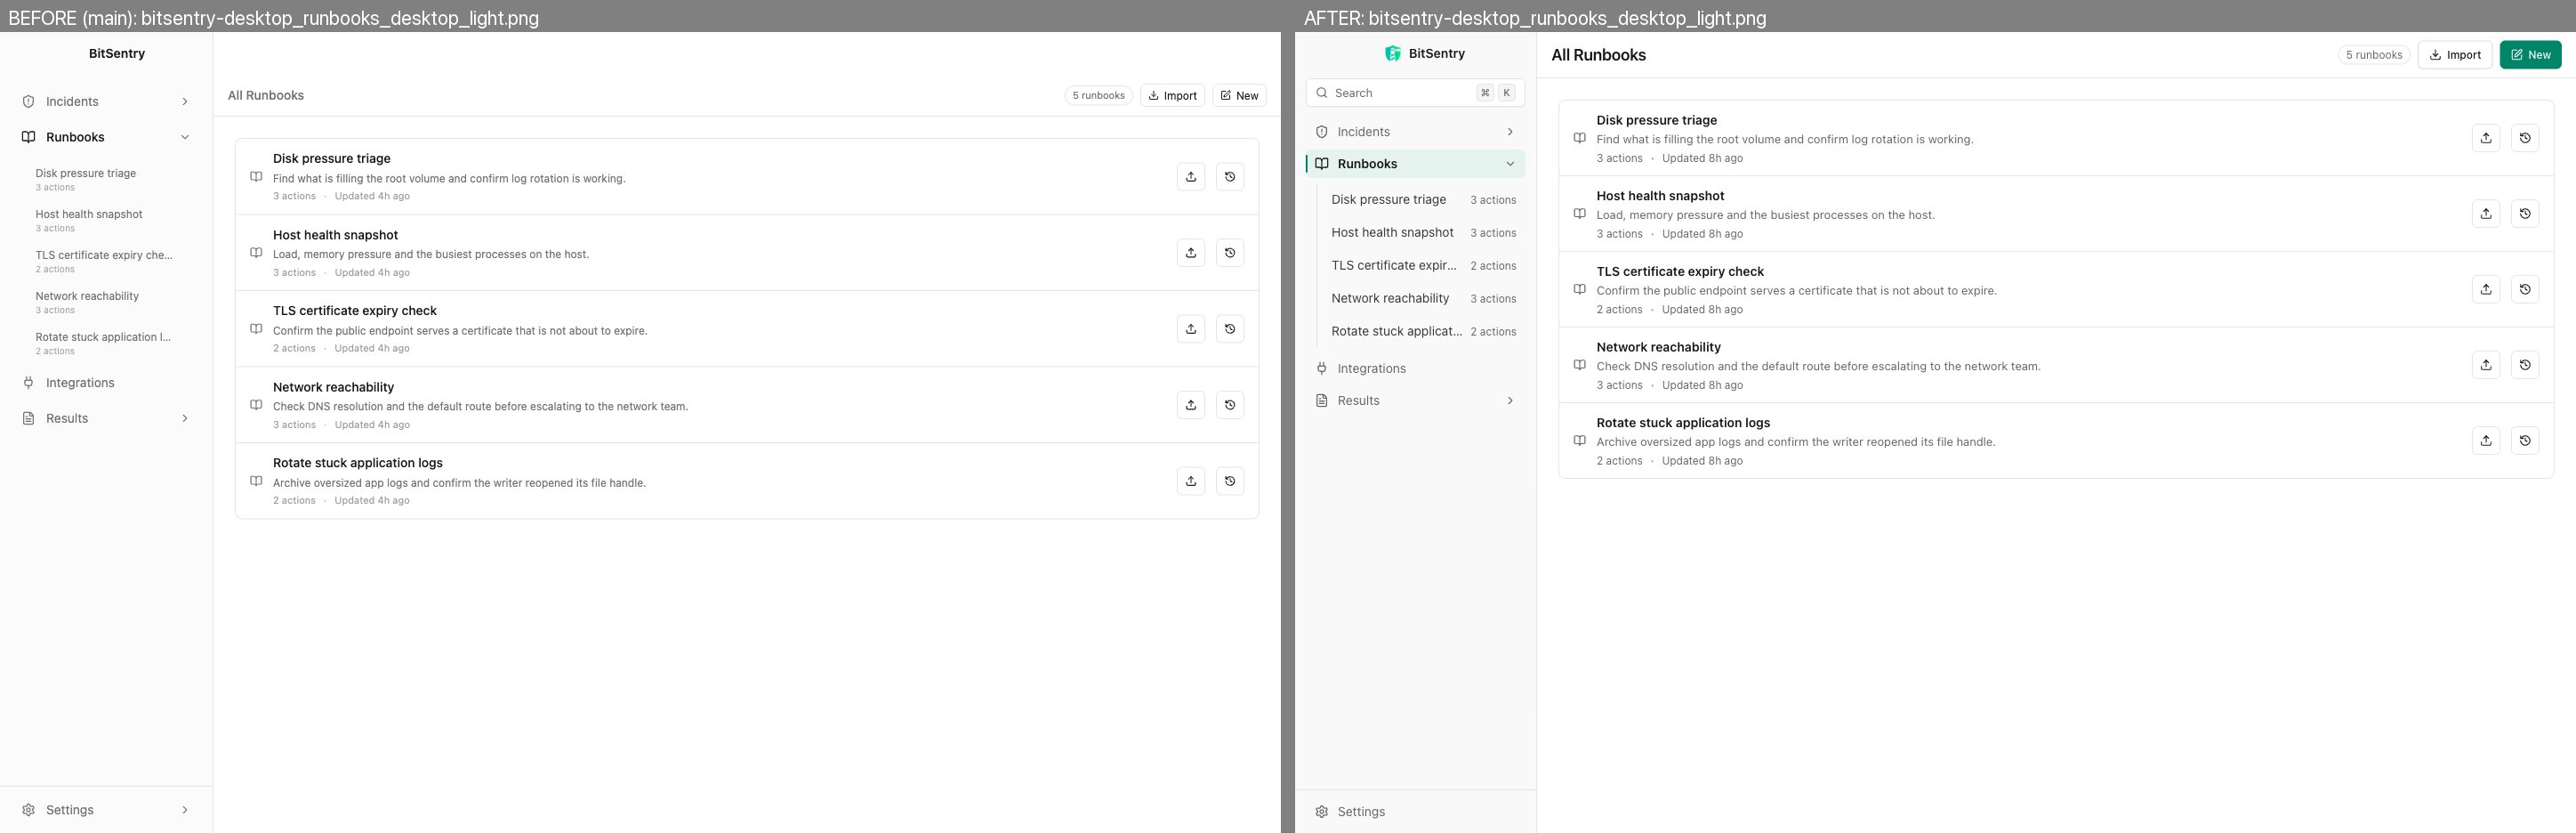 BEFORE (main): bitsentry-desktop_runbooks_desktop_light.png
BitSentry
Incidents
Runbooks
Disk pressure triage
3 actions
Host health snapshot
3 actions
TLS certificate expiry che...
2 actions
Network reachability
3 actions
Rotate stuck application l...
2 actions
Integrations
Results
Settings
All Runbooks
5 runbooks Import New
Disk pressure triage
Find what is filling the root volume and confirm log rotation is working.
3 actions · Updated 4h ago
Host health snapshot
Load, memory pressure and the busiest processes on the host.
3 actions · Updated 4h ago
TLS certificate expiry check
Confirm the public endpoint serves a certificate that is not about to expire.
2 actions · Updated 4h ago
Network reachability
Check DNS resolution and the default route before escalating to the network team.
3 actions · Updated 4h ago
Rotate stuck application logs
Archive oversized app logs and confirm the writer reopened its file handle.
2 actions · Updated 4h ago
AFTER: bitsentry-desktop_runbooks_desktop_light.png
BitSentry
Search ⌘ K
Incidents
Runbooks
Disk pressure triage 3 actions
Host health snapshot 3 actions
TLS certificate expir... 2 actions
Network reachability 3 actions
Rotate stuck applicat... 2 actions
Integrations
Results
Settings
All Runbooks
5 runbooks Import New
Disk pressure triage
Find what is filling the root volume and confirm log rotation is working.
3 actions · Updated 8h ago
Host health snapshot
Load, memory pressure and the busiest processes on the host.
3 actions · Updated 8h ago
TLS certificate expiry check
Confirm the public endpoint serves a certificate that is not about to expire.
2 actions · Updated 8h ago
Network reachability
Check DNS resolution and the default route before escalating to the network team.
3 actions · Updated 8h ago
Rotate stuck application logs
Archive oversized app logs and confirm the writer reopened its file handle.
2 actions · Updated 8h ago